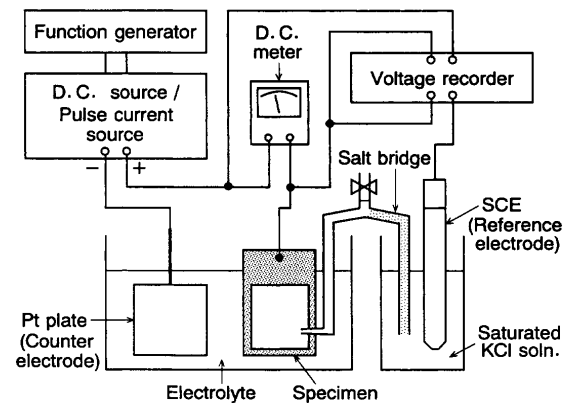 Function generator
D. C. source /
Pulse current
source
−
+
D. C.
meter
Voltage recorder
Salt bridge
SCE
(Reference
electrode)
Pt plate
(Counter
electrode)
Saturated
KCl soln.
Electrolyte
Specimen